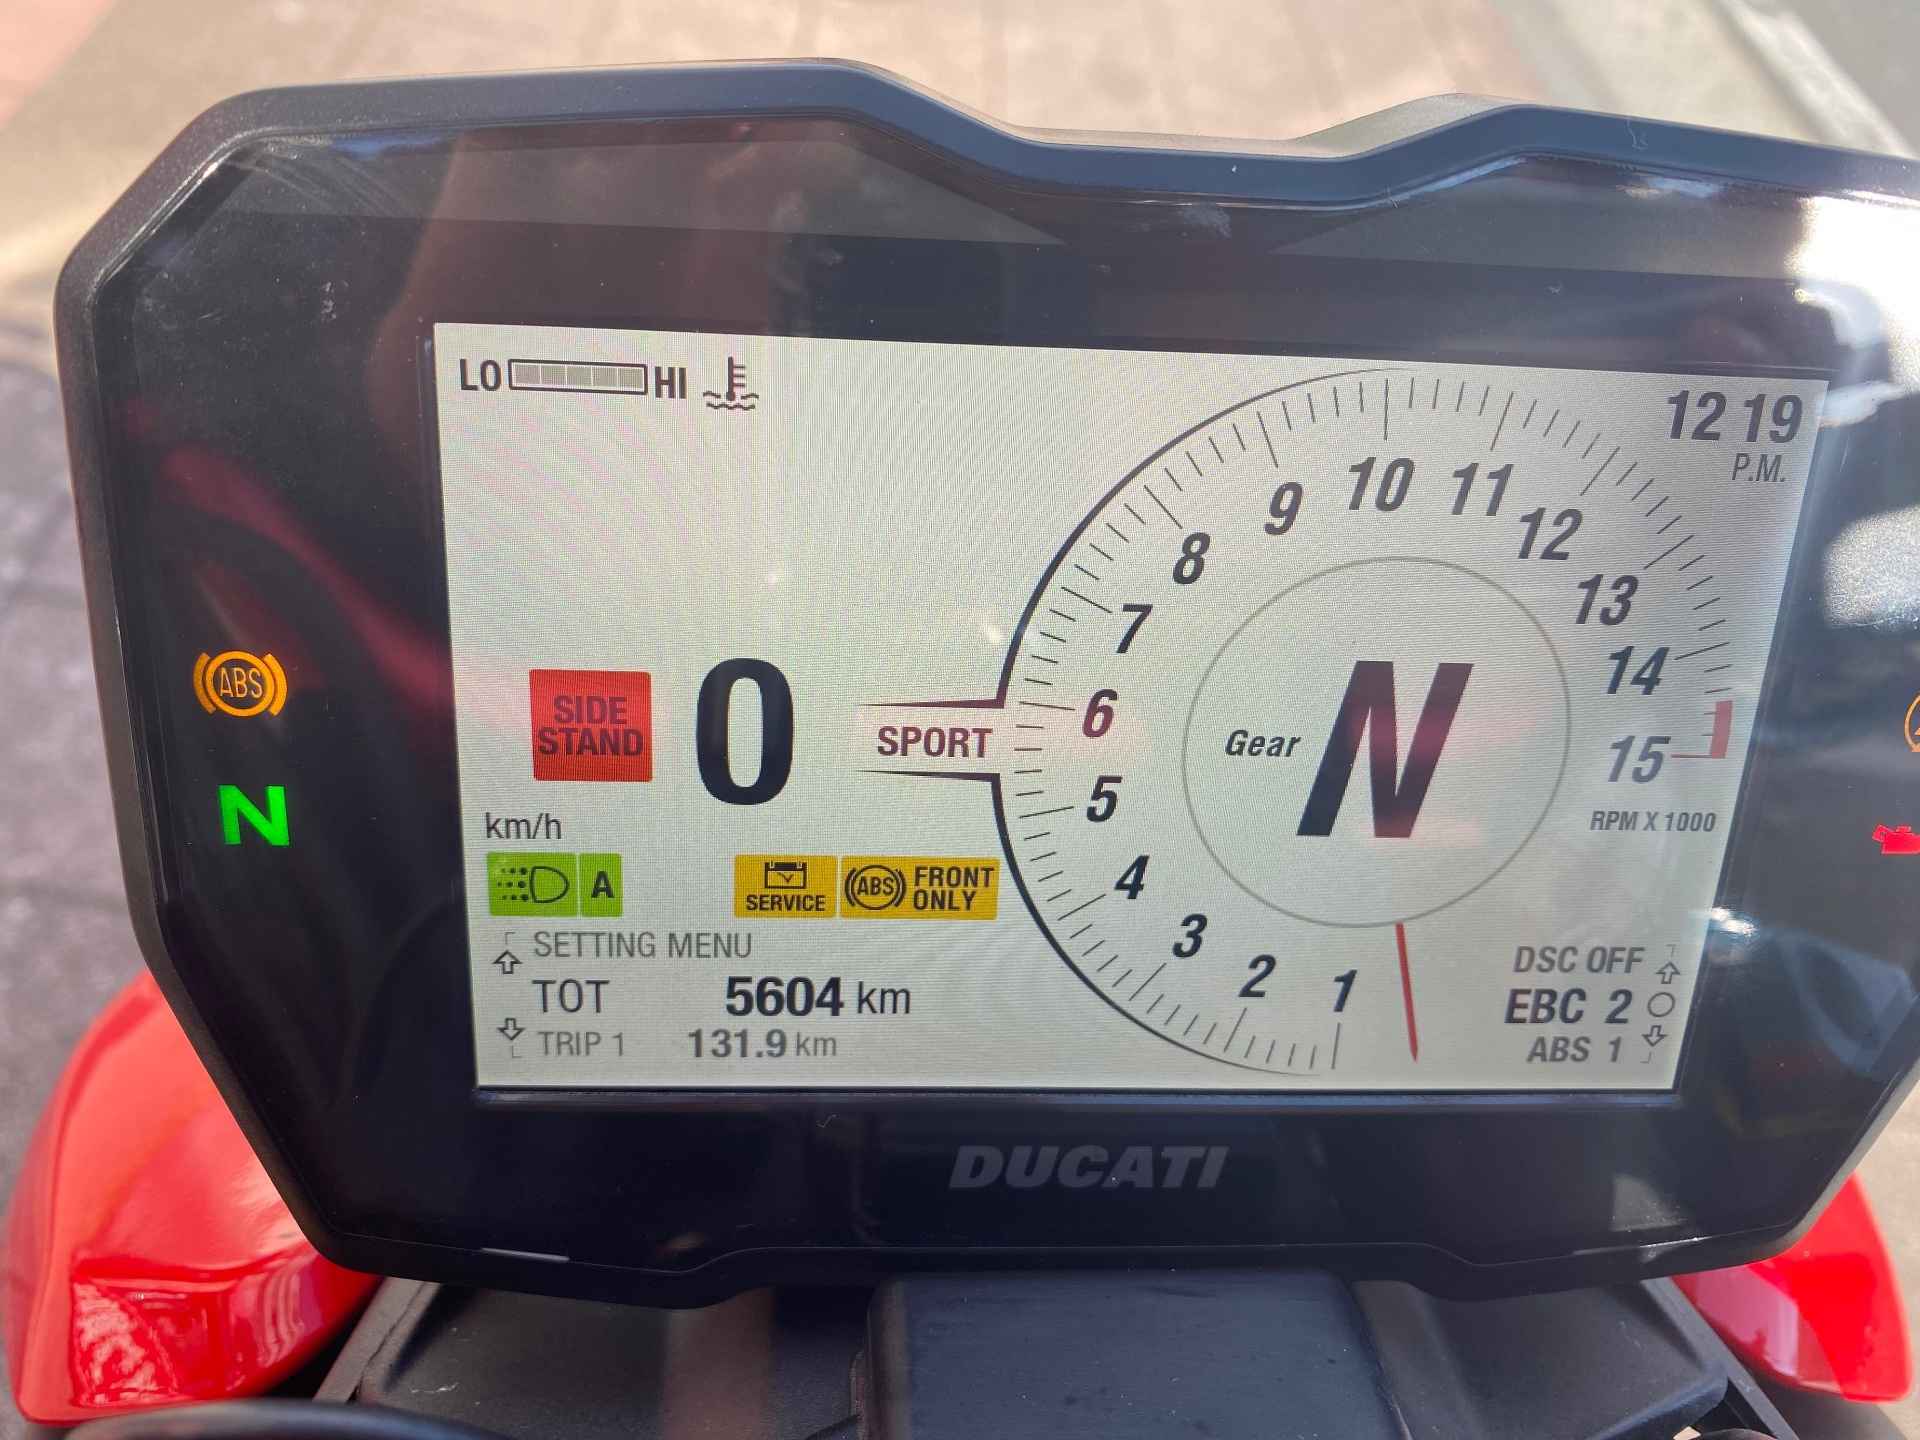 LO HI
12 19
P.M.
1 2 3 4 5 6 7 8 9 10 11 12 13 14 15
RPM X 1000
ABS
N
SIDE
STAND
0
km/h
SPORT
Gear N
A
SERVICE
ABS FRONT
ONLY
SETTING MENU
TOT 5604 km
TRIP 1 131.9 km
DSC OFF
EBC 2
ABS 1
DUCATI